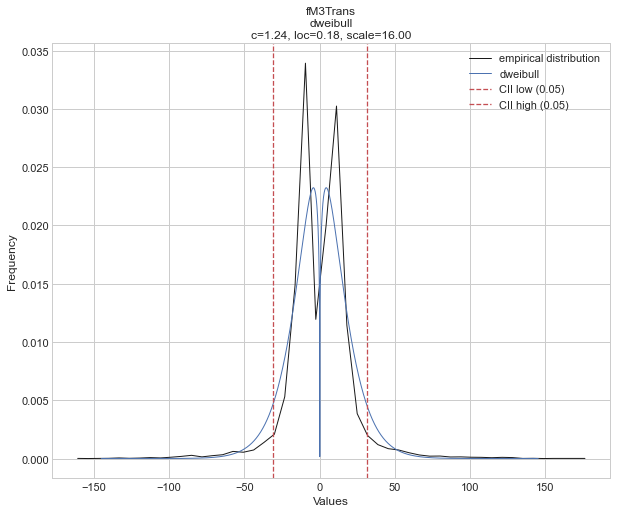 fM3Trans
dweibull
c=1.24, loc=0.18, scale=16.00
empirical distribution
dweibull
CII low (0.05)
CII high (0.05)
Frequency
0.035
0.030
0.025
0.020
0.015
0.010
0.005
0.000
−150
−100
−50
0
50
100
150
Values